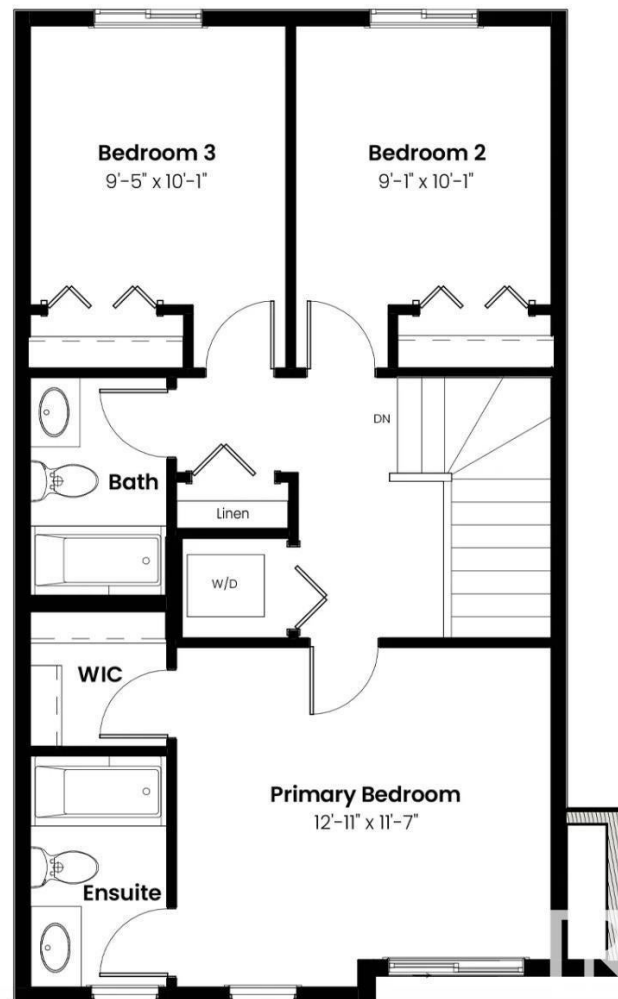 Bedroom 3
9'-5" x 10'-1"
Bedroom 2
9'-1" x 10'-1"
DN
Bath
Linen
W/D
WIC
Primary Bedroom
12'-11" x 11'-7"
Ensuite